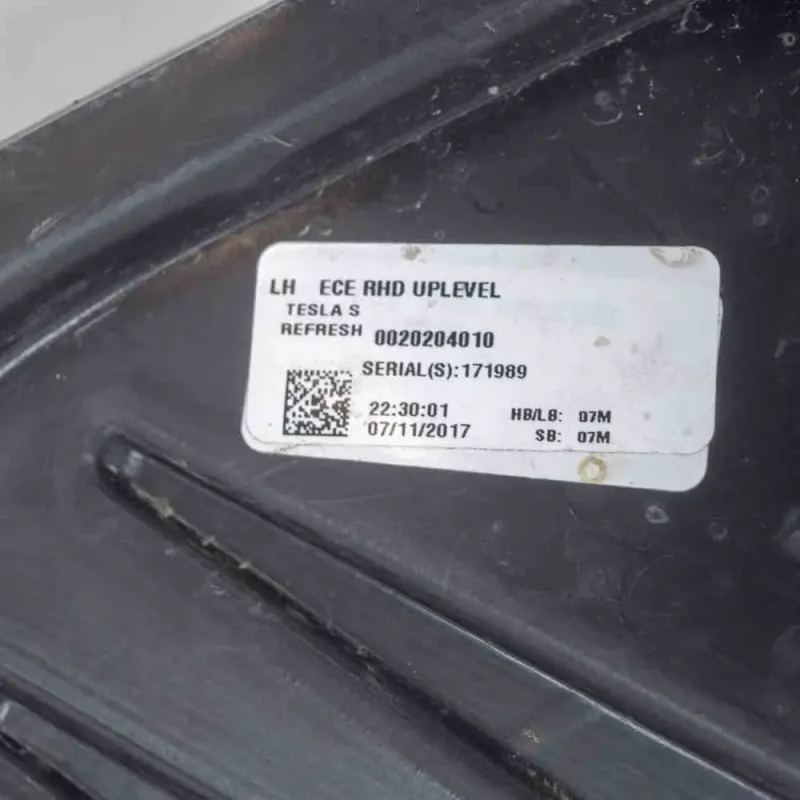 LH ECE RHD UPLEVEL
TESLA S
REFRESH 0020204010
SERIAL(S):171989
22:30:01 HB/LB: 07M
07/11/2017 SB: 07M